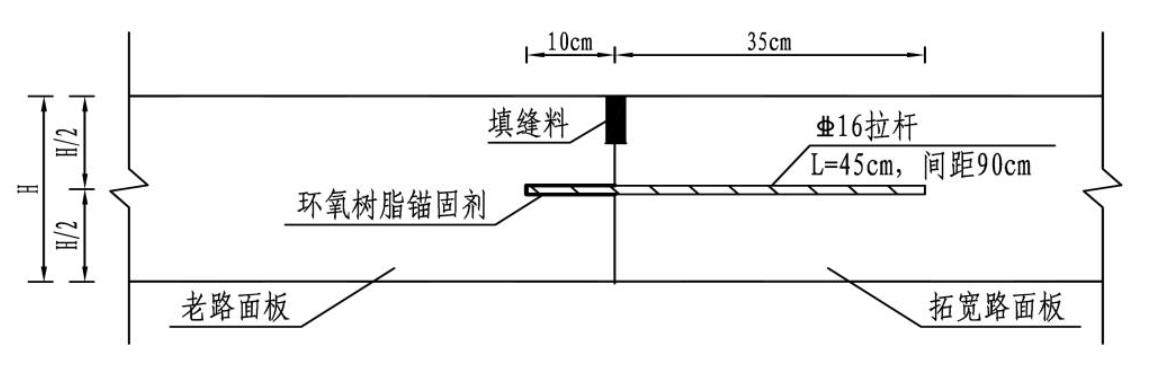 10cm
35cm
填缝料
Φ16拉杆
L=45cm, 间距90cm
H/2
H
环氧树脂锚固剂
H/2
老路面板
拓宽路面板